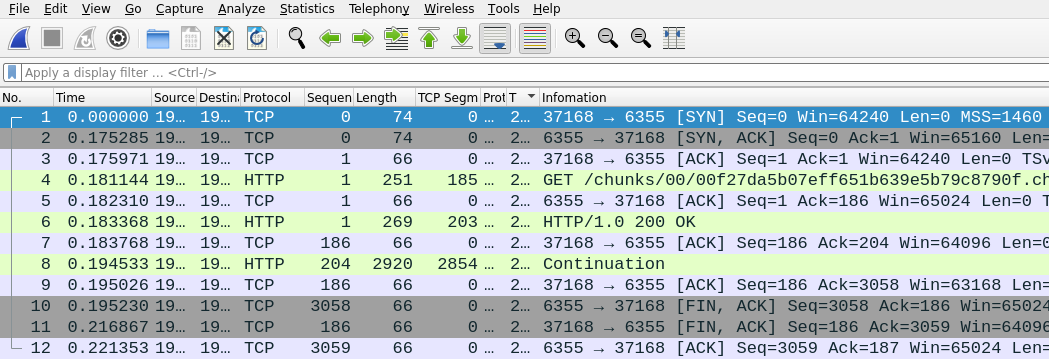 File Edit View Go Capture Analyze Statistics Telephony Wireless Tools Help
Apply a display filter ... <Ctrl-/>
No. Time Source Destina Protocol Sequen Length TCP Segm Prot T Infomation
1 0.000000 19... 19... TCP 0 74 0 ... 2... 37168 → 6355 [SYN] Seq=0 Win=64240 Len=0 MSS=1460
2 0.175285 19... 19... TCP 0 74 0 ... 2... 6355 → 37168 [SYN, ACK] Seq=0 Ack=1 Win=65160 Len=
3 0.175971 19... 19... TCP 1 66 0 ... 2... 37168 → 6355 [ACK] Seq=1 Ack=1 Win=64240 Len=0 TSv
4 0.181144 19... 19... HTTP 1 251 185 ... 2... GET /chunks/00/00f27da5b07eff651b639e5b79c8790f.ch
5 0.182310 19... 19... TCP 1 66 0 ... 2... 6355 → 37168 [ACK] Seq=1 Ack=186 Win=65024 Len=0 T
6 0.183368 19... 19... HTTP 1 269 203 ... 2... HTTP/1.0 200 OK
7 0.183768 19... 19... TCP 186 66 0 ... 2... 37168 → 6355 [ACK] Seq=186 Ack=204 Win=64096 Len=0
8 0.194533 19... 19... HTTP 204 2920 2854 ... 2... Continuation
9 0.195026 19... 19... TCP 186 66 0 ... 2... 37168 → 6355 [ACK] Seq=186 Ack=3058 Win=63168 Len=
10 0.195230 19... 19... TCP 3058 66 0 ... 2... 6355 → 37168 [FIN, ACK] Seq=3058 Ack=186 Win=65024
11 0.216867 19... 19... TCP 186 66 0 ... 2... 37168 → 6355 [FIN, ACK] Seq=186 Ack=3059 Win=64096
12 0.221353 19... 19... TCP 3059 66 0 ... 2... 6355 → 37168 [ACK] Seq=3059 Ack=187 Win=65024 Len=